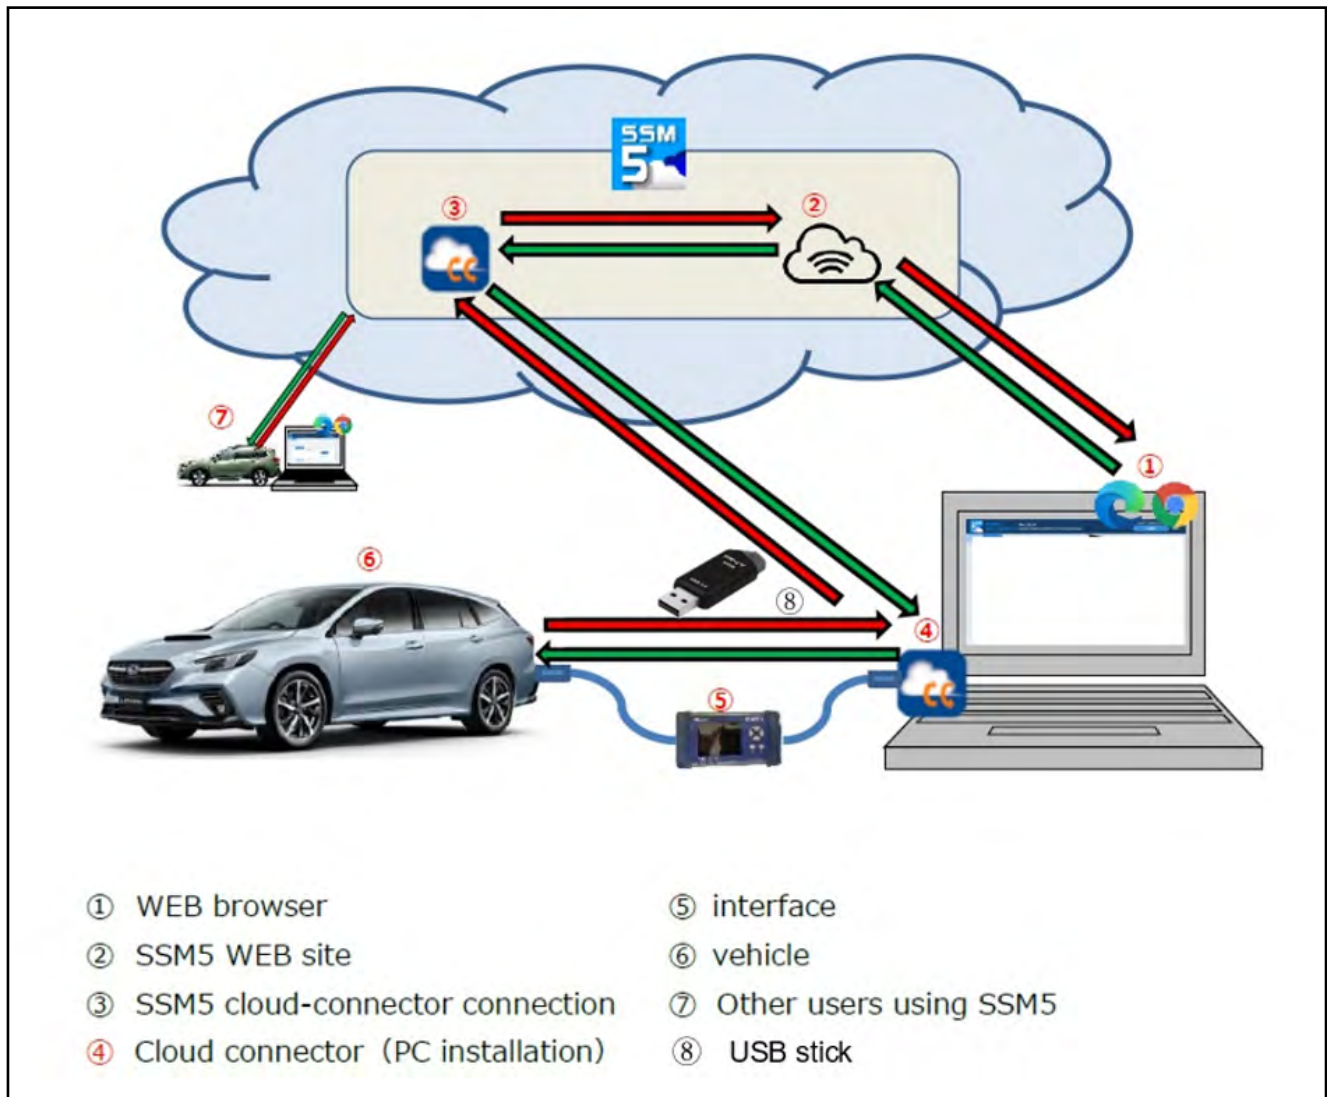 SSM
5
③
②
CC
⑦
①
⑥
⑧
④
CC
⑤
① WEB browser
② SSM5 WEB site
③ SSM5 cloud-connector connection
④ Cloud connector（PC installation）
⑤ interface
⑥ vehicle
⑦ Other users using SSM5
⑧ USB stick